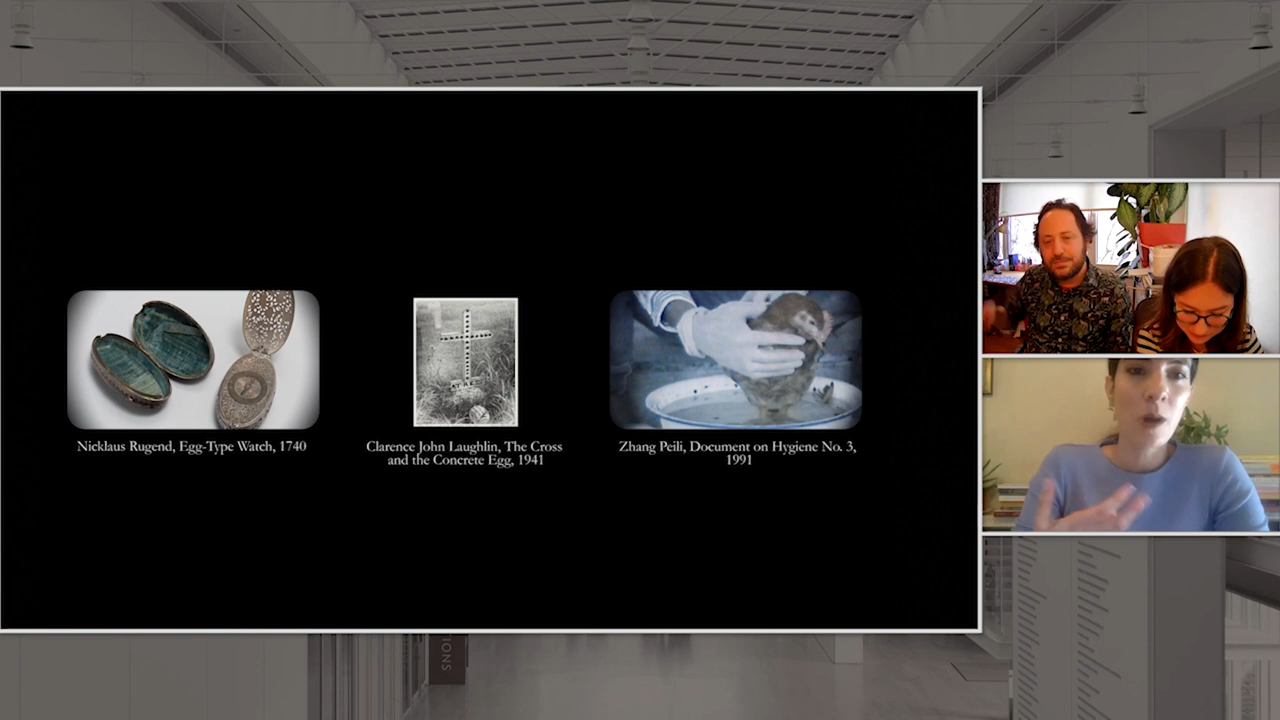 Nicklaus Rugend, Egg-Type Watch, 1740
Clarence John Laughlin, The Cross
and the Concrete Egg, 1941
Zhang Peili, Document on Hygiene No. 3,
1991
IONS